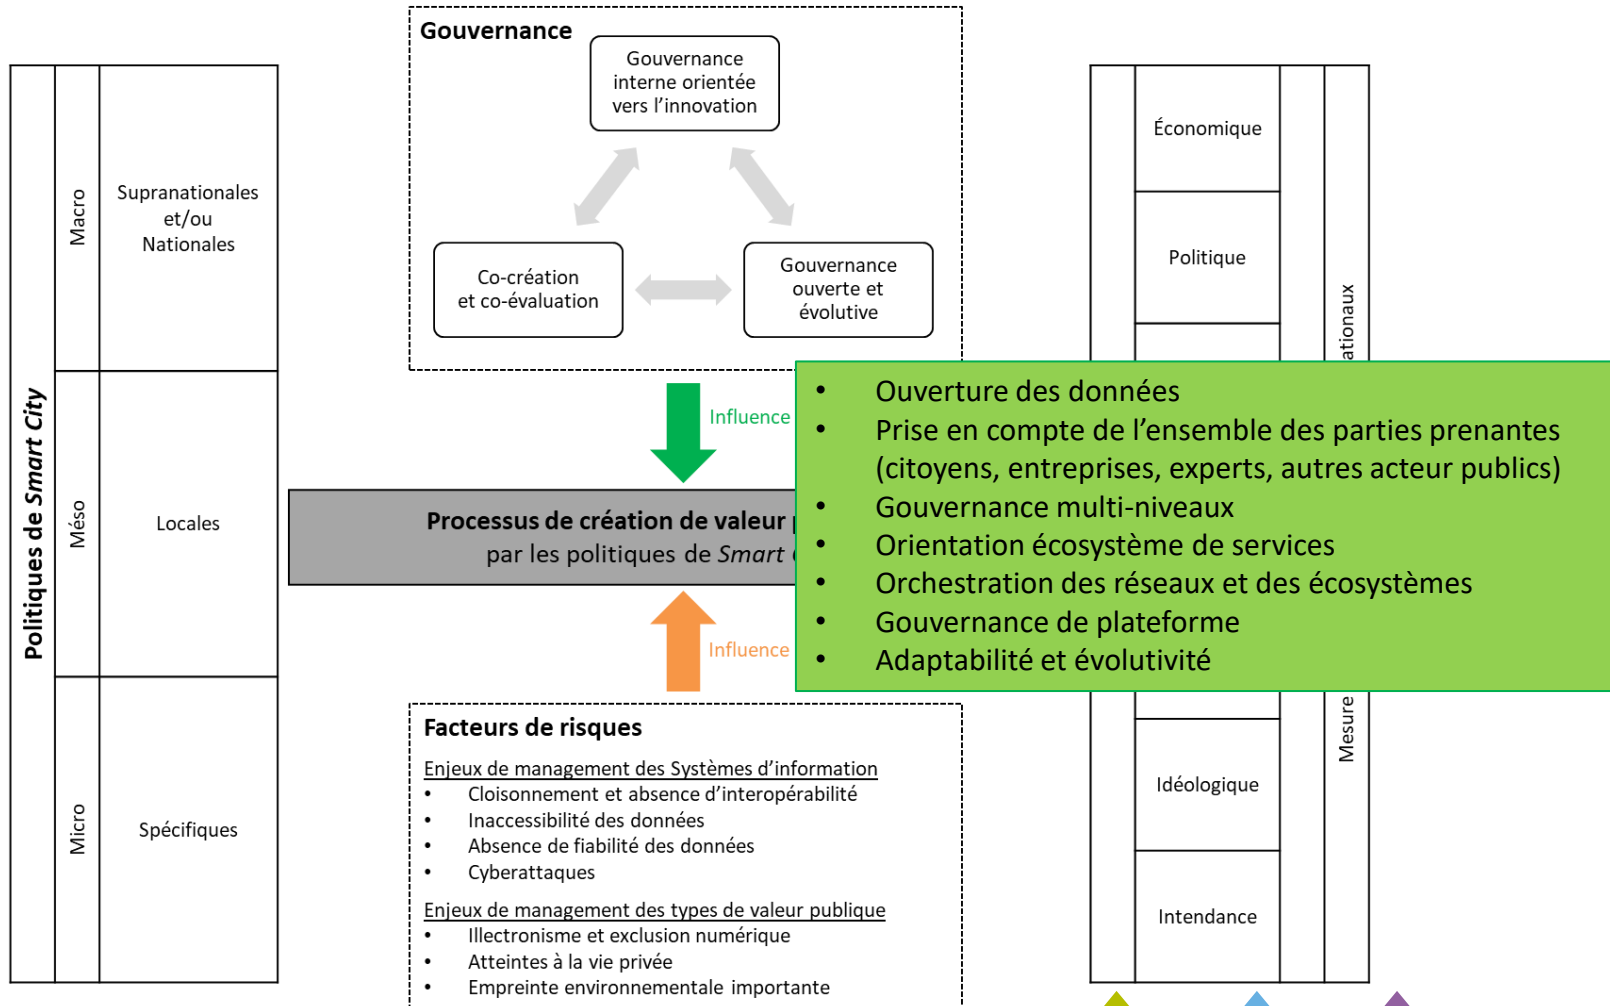 Politiques de Smart City
Macro
Supranationales
et/ou
Nationales
Méso
Locales
Micro
Spécifiques
Gouvernance
Gouvernance
interne orientée
vers l’innovation
Co-création
et co-évaluation
Gouvernance
ouverte et
évolutive
Influence
Processus de création de valeur
par les politiques de Smart
Influence
Facteurs de risques
Enjeux de management des Systèmes d’information
• Cloisonnement et absence d’interopérabilité
• Inaccessibilité des données
• Absence de fiabilité des données
• Cyberattaques
Enjeux de management des types de valeur publique
• Illectronisme et exclusion numérique
• Atteintes à la vie privée
• Empreinte environnementale importante
• Ouverture des données
• Prise en compte de l’ensemble des parties prenantes
(citoyens, entreprises, experts, autres acteur publics)
• Gouvernance multi-niveaux
• Orientation écosystème de services
• Orchestration des réseaux et des écosystèmes
• Gouvernance de plateforme
• Adaptabilité et évolutivité
Économique
Politique
Idéologique
Intendance
Mesure
ationaux